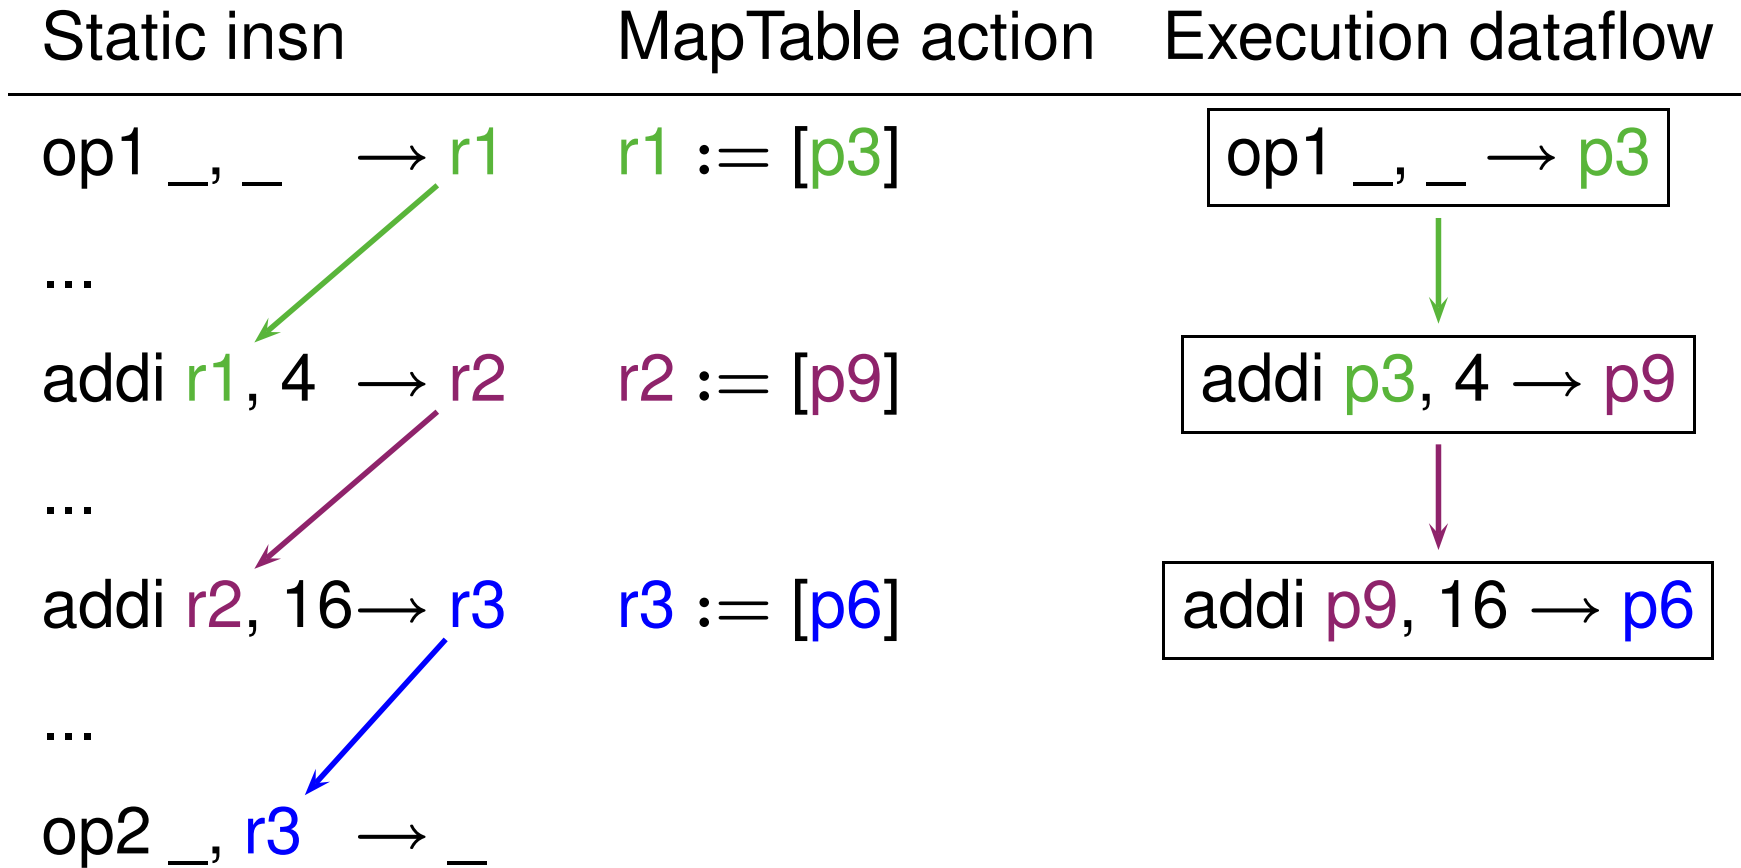 Static insn MapTable action Execution dataflow
op1 _, _ → r1 r1 := [p3] op1 _, _ → p3
...
addi r1, 4 → r2 r2 := [p9] addi p3, 4 → p9
...
addi r2, 16 → r3 r3 := [p6] addi p9, 16 → p6
...
op2 _, r3 → _